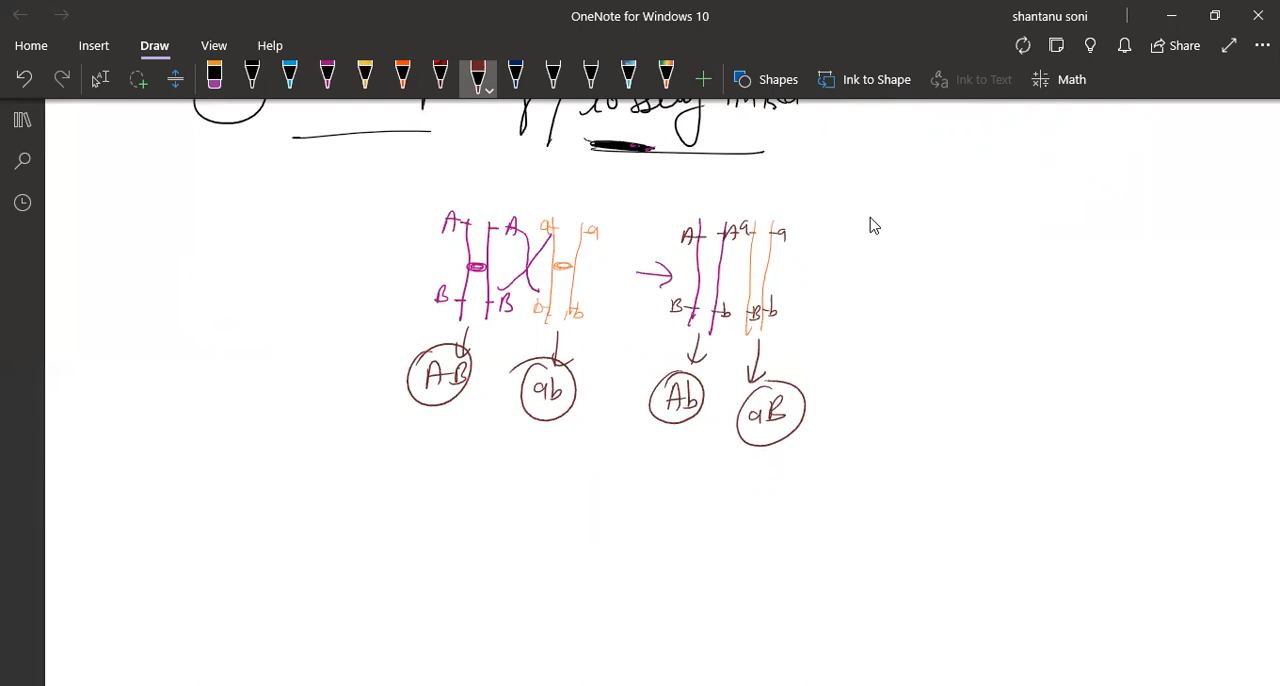 OneNote for Windows 10
shantanu soni
Home Insert Draw View Help
Share
Shapes Ink to Shape Ink to Text Math
A A a a A A a a
B B b b B b B b
AB ab Ab aB